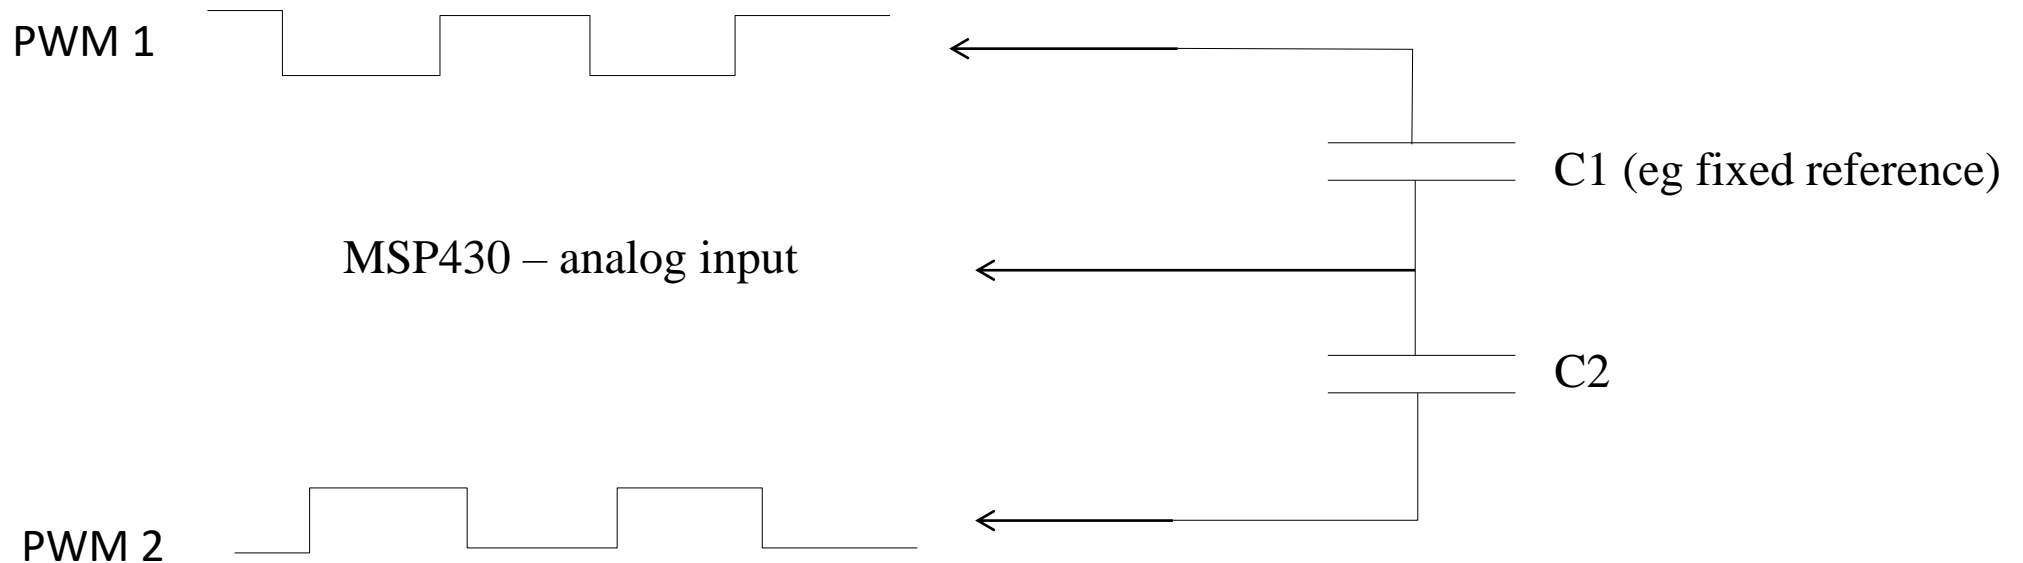 PWM 1
C1 (eg fixed reference)
MSP430 – analog input
C2
PWM 2